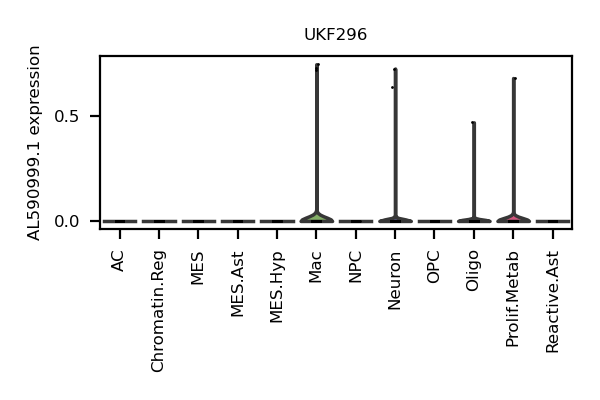 UKF296
AL590999.1 expression
0.5
0.0
AC
Chromatin.Reg
MES
MES.Ast
MES.Hyp
Mac
NPC
Neuron
OPC
Oligo
Prolif.Metab
Reactive.Ast